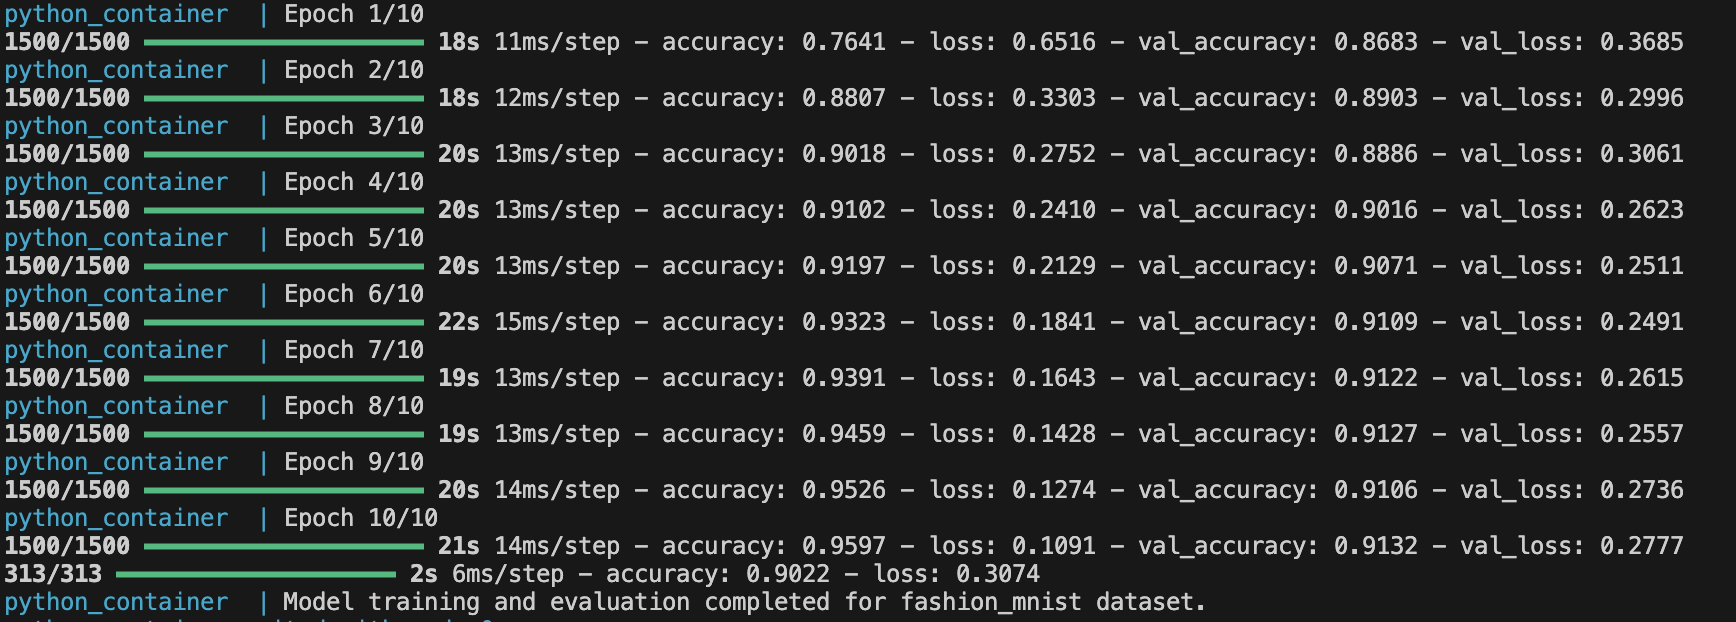 python_container  | Epoch 1/10
1500/1500 ━━━━━━━━━━━━━━━━━━━━ 18s 11ms/step – accuracy: 0.7641 – loss: 0.6516 – val_accuracy: 0.8683 – val_loss: 0.3685
python_container  | Epoch 2/10
1500/1500 ━━━━━━━━━━━━━━━━━━━━ 18s 12ms/step – accuracy: 0.8807 – loss: 0.3303 – val_accuracy: 0.8903 – val_loss: 0.2996
python_container  | Epoch 3/10
1500/1500 ━━━━━━━━━━━━━━━━━━━━ 20s 13ms/step – accuracy: 0.9018 – loss: 0.2752 – val_accuracy: 0.8886 – val_loss: 0.3061
python_container  | Epoch 4/10
1500/1500 ━━━━━━━━━━━━━━━━━━━━ 20s 13ms/step – accuracy: 0.9102 – loss: 0.2410 – val_accuracy: 0.9016 – val_loss: 0.2623
python_container  | Epoch 5/10
1500/1500 ━━━━━━━━━━━━━━━━━━━━ 20s 13ms/step – accuracy: 0.9197 – loss: 0.2129 – val_accuracy: 0.9071 – val_loss: 0.2511
python_container  | Epoch 6/10
1500/1500 ━━━━━━━━━━━━━━━━━━━━ 22s 15ms/step – accuracy: 0.9323 – loss: 0.1841 – val_accuracy: 0.9109 – val_loss: 0.2491
python_container  | Epoch 7/10
1500/1500 ━━━━━━━━━━━━━━━━━━━━ 19s 13ms/step – accuracy: 0.9391 – loss: 0.1643 – val_accuracy: 0.9122 – val_loss: 0.2615
python_container  | Epoch 8/10
1500/1500 ━━━━━━━━━━━━━━━━━━━━ 19s 13ms/step – accuracy: 0.9459 – loss: 0.1428 – val_accuracy: 0.9127 – val_loss: 0.2557
python_container  | Epoch 9/10
1500/1500 ━━━━━━━━━━━━━━━━━━━━ 20s 14ms/step – accuracy: 0.9526 – loss: 0.1274 – val_accuracy: 0.9106 – val_loss: 0.2736
python_container  | Epoch 10/10
1500/1500 ━━━━━━━━━━━━━━━━━━━━ 21s 14ms/step – accuracy: 0.9597 – loss: 0.1091 – val_accuracy: 0.9132 – val_loss: 0.2777
313/313 ━━━━━━━━━━━━━━━━━━━━ 2s 6ms/step – accuracy: 0.9022 – loss: 0.3074
python_container  | Model training and evaluation completed for fashion_mnist dataset.